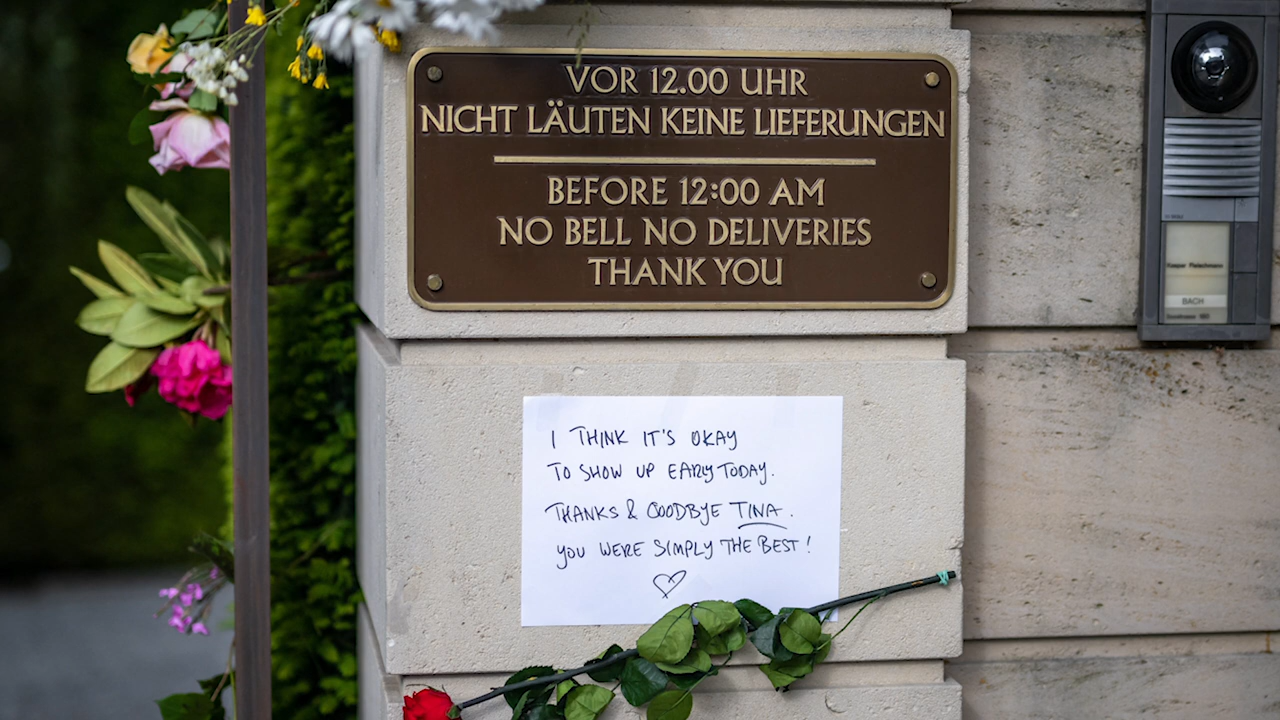 VOR 12.00 UHR
NICHT LÄUTEN KEINE LIEFERUNGEN
BEFORE 12:00 AM
NO BELL NO DELIVERIES
THANK YOU
I THINK IT'S OKAY
TO SHOW UP EARLY TODAY.
THANKS & GOODBYE TINA.
YOU WERE SIMPLY THE BEST!
BACH